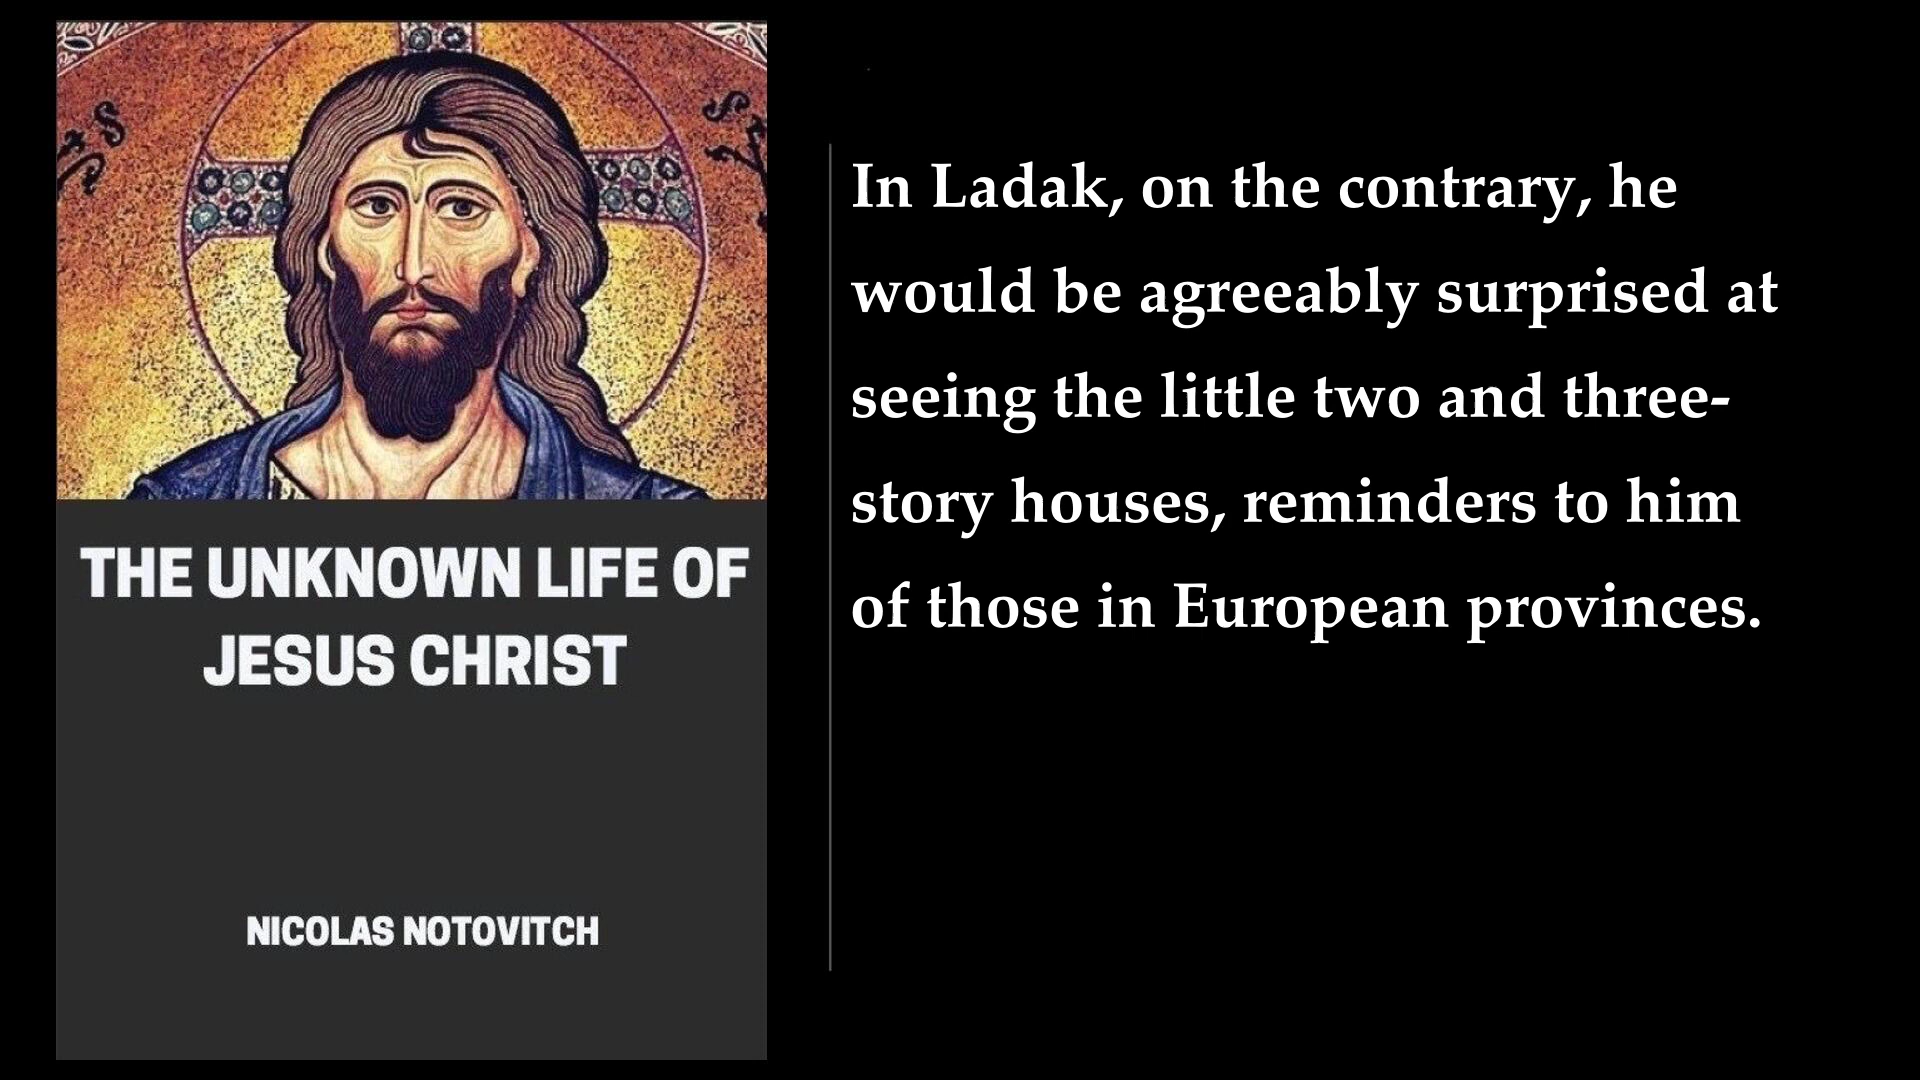 THE UNKNOWN LIFE OF
JESUS CHRIST
NICOLAS NOTOVITCH
In Ladak, on the contrary, he
would be agreeably surprised at
seeing the little two and three-
story houses, reminders to him
of those in European provinces.